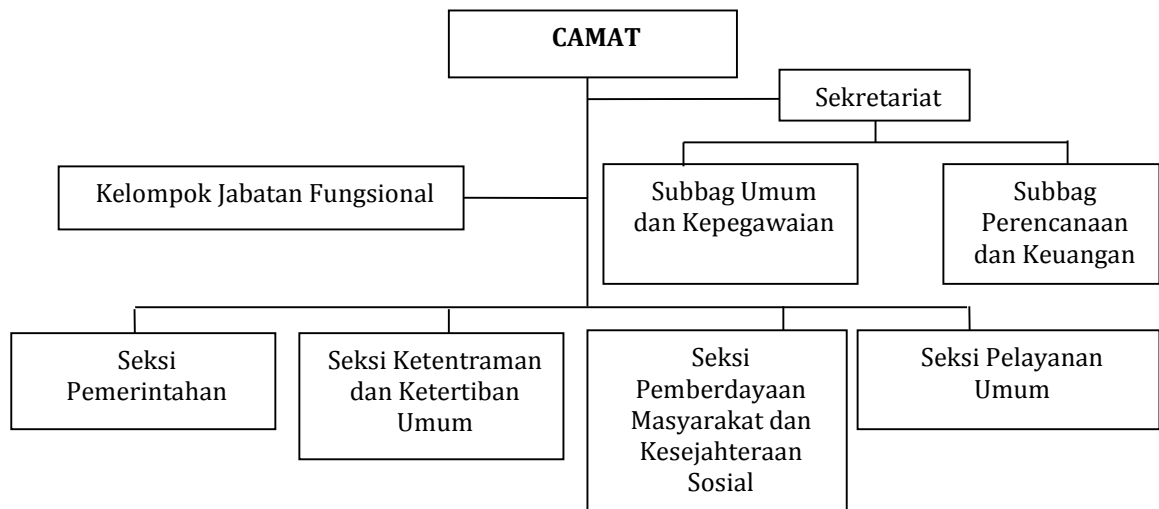 CAMAT
Sekretariat
Kelompok Jabatan Fungsional
Subbag Umum
dan Kepegawaian
Subbag
Perencanaan
dan Keuangan
Seksi
Pemerintahan
Seksi Ketentraman
dan Ketertiban
Umum
Seksi
Pemberdayaan
Masyarakat dan
Kesejahteraan
Sosial
Seksi Pelayanan
Umum